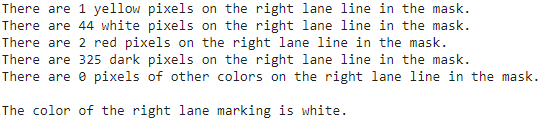 There are 1 yellow pixels on the right lane line in the mask.
There are 44 white pixels on the right lane line in the mask.
There are 2 red pixels on the right lane line in the mask.
There are 325 dark pixels on the right lane line in the mask.
There are 0 pixels of other colors on the right lane line in the mask.

The color of the right lane marking is white.